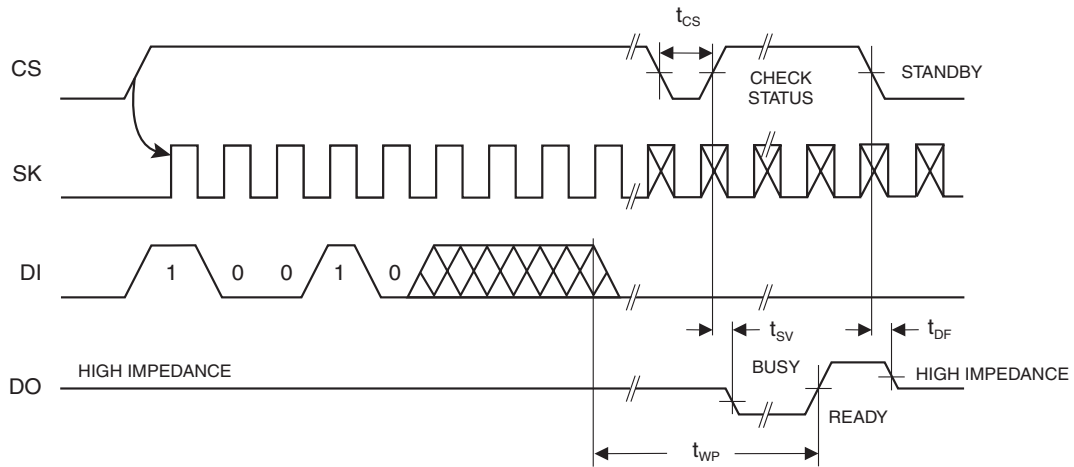 tCS
CS
CHECK
STATUS
STANDBY
SK
DI
1 0 0 1 0
tSV
tDF
HIGH IMPEDANCE
BUSY
HIGH IMPEDANCE
DO
READY
tWP